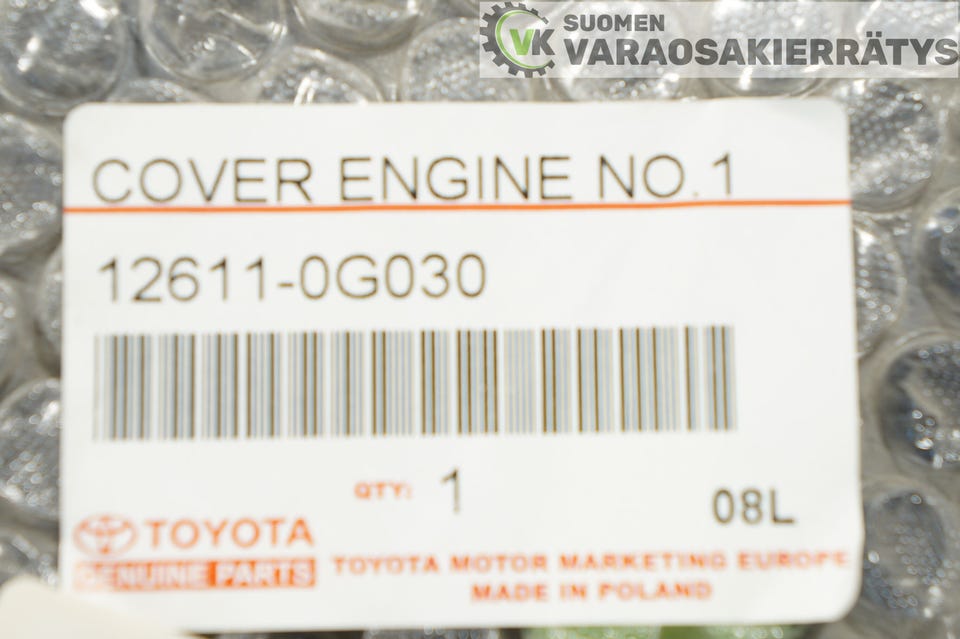 SUOMEN
VK VARAOSAKIERRÄTYS
COVER ENGINE NO.1
12611-0G030
QTY: 1
08L
TOYOTA
GENUINE PARTS
TOYOTA MOTOR MARKETING EUROPE
MADE IN POLAND